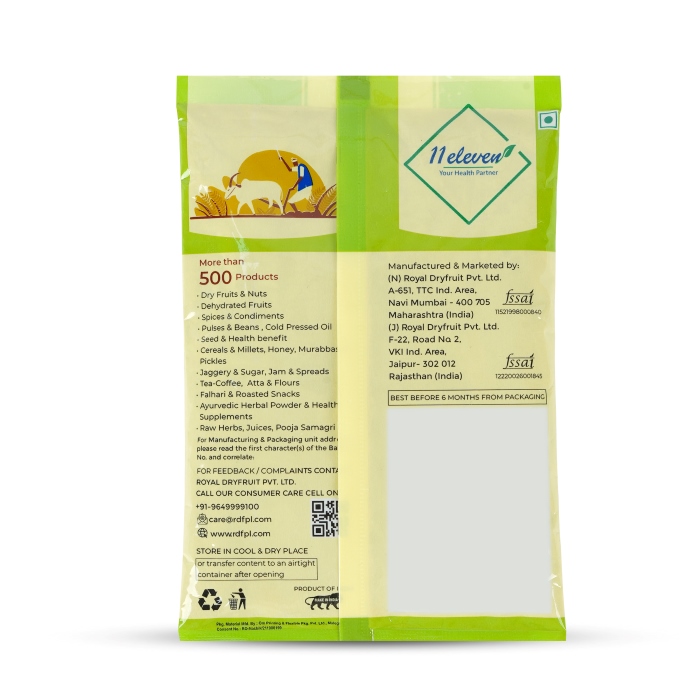 11 eleven
Your Health Partner
More than
500 Products
• Dry Fruits & Nuts
• Dehydrated Fruits
• Spices & Condiments
• Pulses & Beans , Cold Pressed Oil
• Seed & Health benefit
• Cereals & Millets, Honey, Murabbas
Pickles
• Jaggery & Sugar, Jam & Spreads
• Tea-Coffee, Atta & Flours
• Falhari & Roasted Snacks
• Ayurvedic Herbal Powder & Health
Supplements
• Raw Herbs, Juices, Pooja Samagri
For Manufacturing & Packaging unit addre
please read the first character(s) of the Ba
No. and correlate:
FOR FEEDBACK / COMPLAINTS CONTA
ROYAL DRYFRUIT PVT. LTD.
CALL OUR CONSUMER CARE CELL ON
+91-9649999100
care@rdfpl.com
www.rdfpl.com
STORE IN COOL & DRY PLACE
or transfer content to an airtight
container after opening
PRODUCT OF
MAKE IN INDIA
Manufactured & Marketed by:
(N) Royal Dryfruit Pvt. Ltd.
A-651, TTC Ind. Area,
Navi Mumbai - 400 705
Maharashtra (India)
fssai
11521998000840
(J) Royal Dryfruit Pvt. Ltd.
F-22, Road No 2,
VKI Ind. Area,
Jaipur- 302 012
Rajasthan (India)
fssai
12220026001845
BEST BEFORE 6 MONTHS FROM PACKAGING